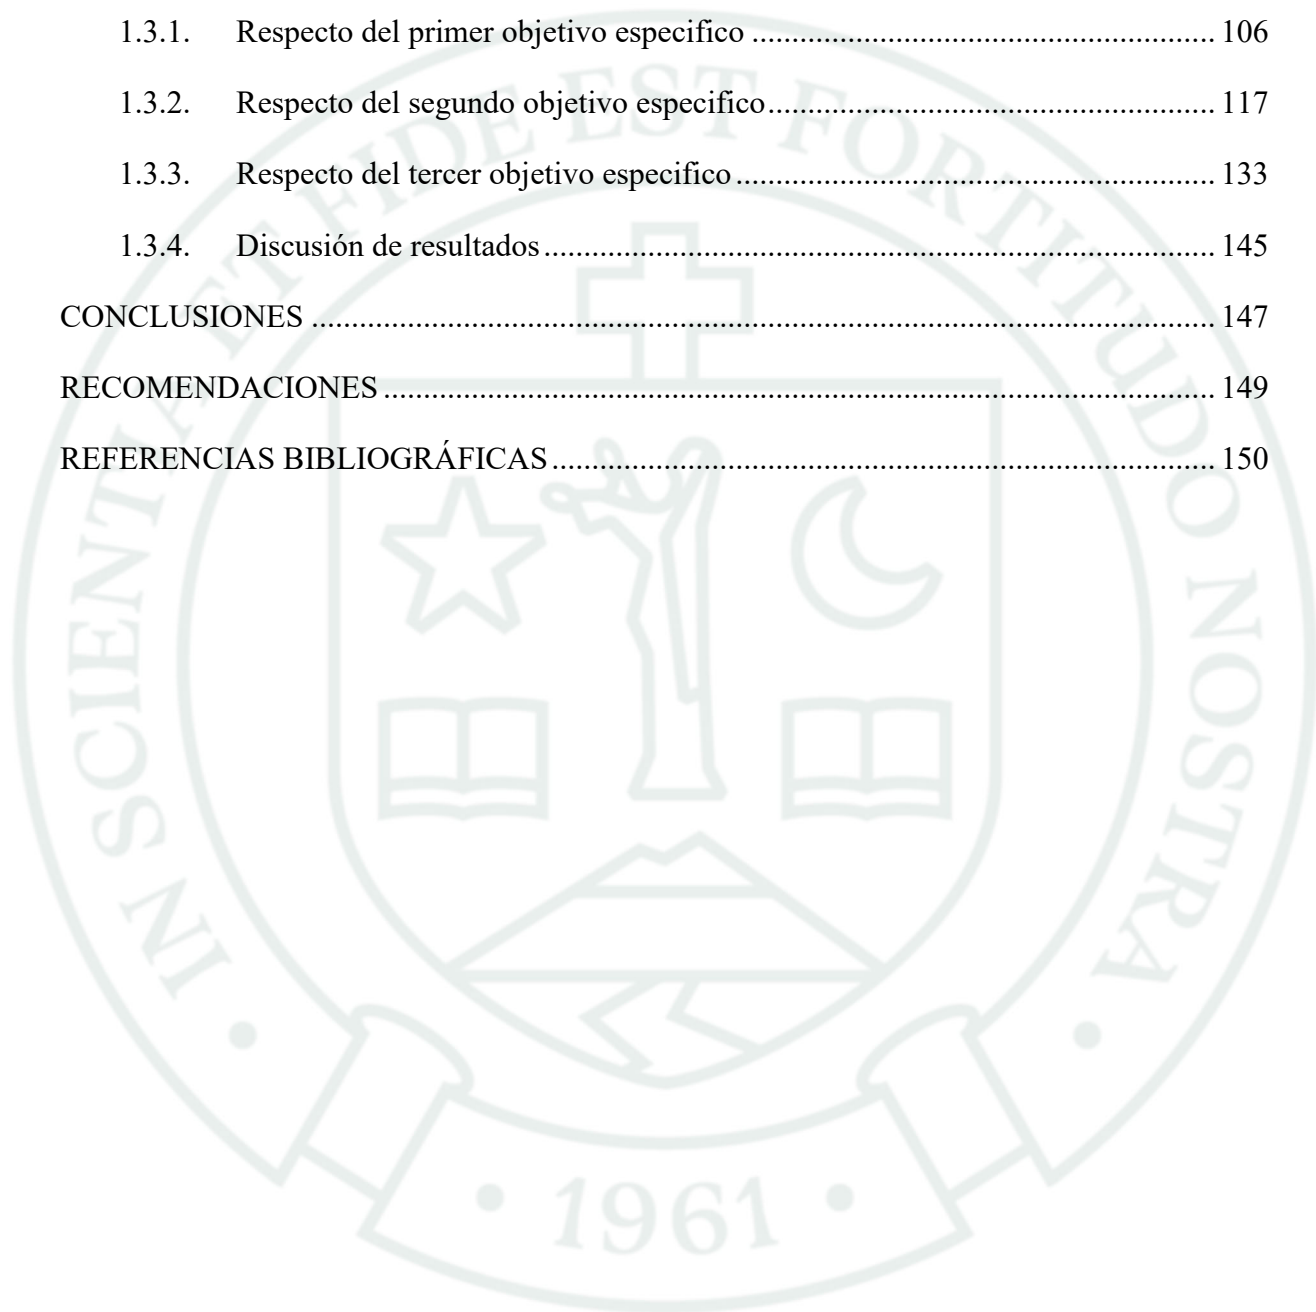 1.3.1. Respecto del primer objetivo especifico ........................................................ 106
1.3.2. Respecto del segundo objetivo especifico ...................................................... 117
1.3.3. Respecto del tercer objetivo especifico .......................................................... 133
1.3.4. Discusión de resultados .................................................................................. 145
CONCLUSIONES ............................................................................................................. 147
RECOMENDACIONES .................................................................................................... 149
REFERENCIAS BIBLIOGRÁFICAS ................................................................................ 150
IN SCIENTIA ET FIDE EST FORTITUDO NOSTRA
• 1961 •